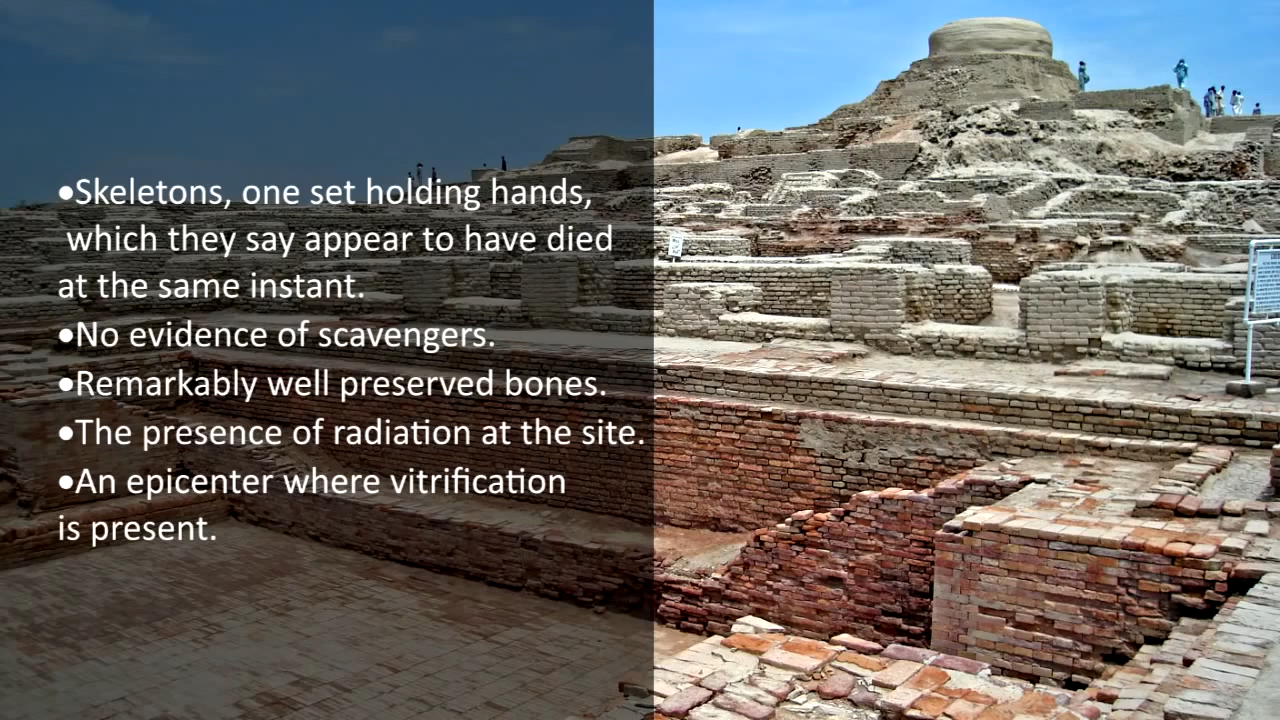 •Skeletons, one set holding hands,
which they say appear to have died
at the same instant.
•No evidence of scavengers.
•Remarkably well preserved bones.
•The presence of radiation at the site.
•An epicenter where vitrification
is present.